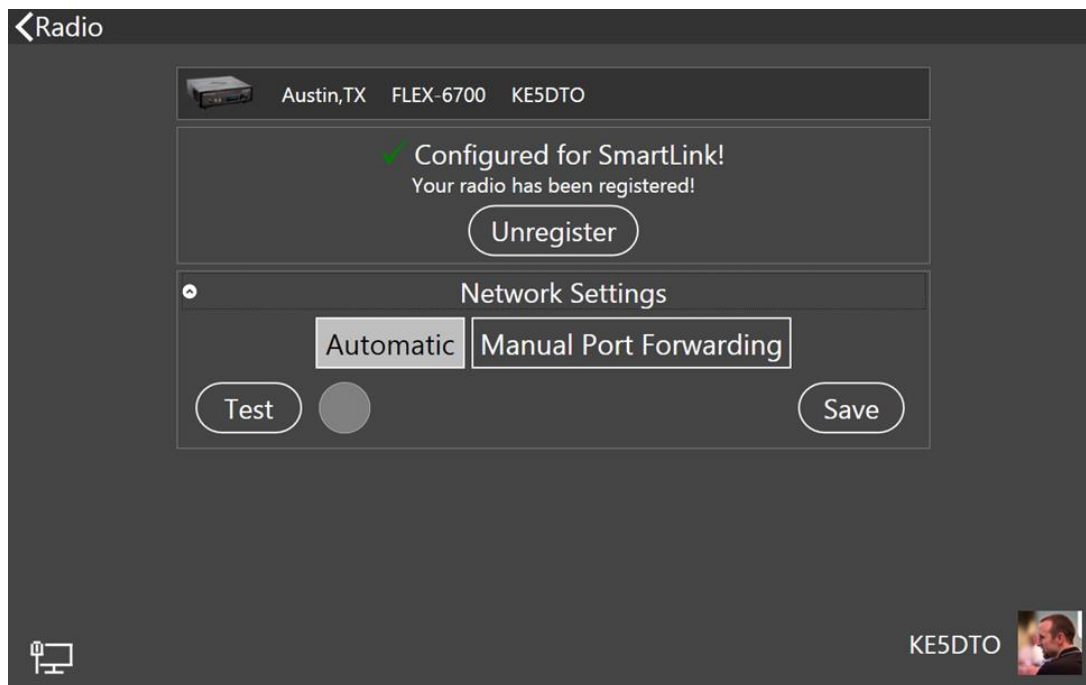 Radio
Austin,TX FLEX-6700 KE5DTO
Configured for SmartLink!
Your radio has been registered!
Unregister
Network Settings
Automatic Manual Port Forwarding
Test Save
KE5DTO